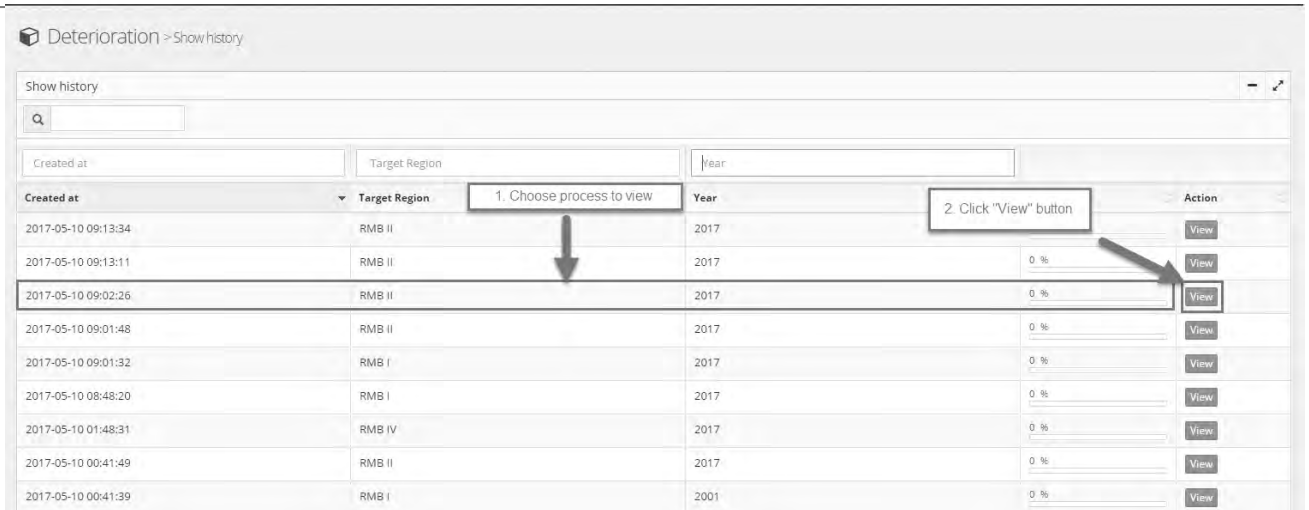 Deterioration > Show history
Show history
Created at Target Region Year
Created at Target Region 1. Choose process to view Year 2. Click "View" button Action
2017-05-10 09:13:34 RMB II 2017 View
2017-05-10 09:13:11 RMB II 2017 0 % View
2017-05-10 09:02:26 RMB II 2017 0 % View
2017-05-10 09:01:48 RMB II 2017 0 % View
2017-05-10 09:01:32 RMB I 2017 0 % View
2017-05-10 08:48:20 RMB I 2017 0 % View
2017-05-10 01:48:31 RMB IV 2017 0 % View
2017-05-10 00:41:49 RMB II 2017 0 % View
2017-05-10 00:41:39 RMB I 2001 0 % View